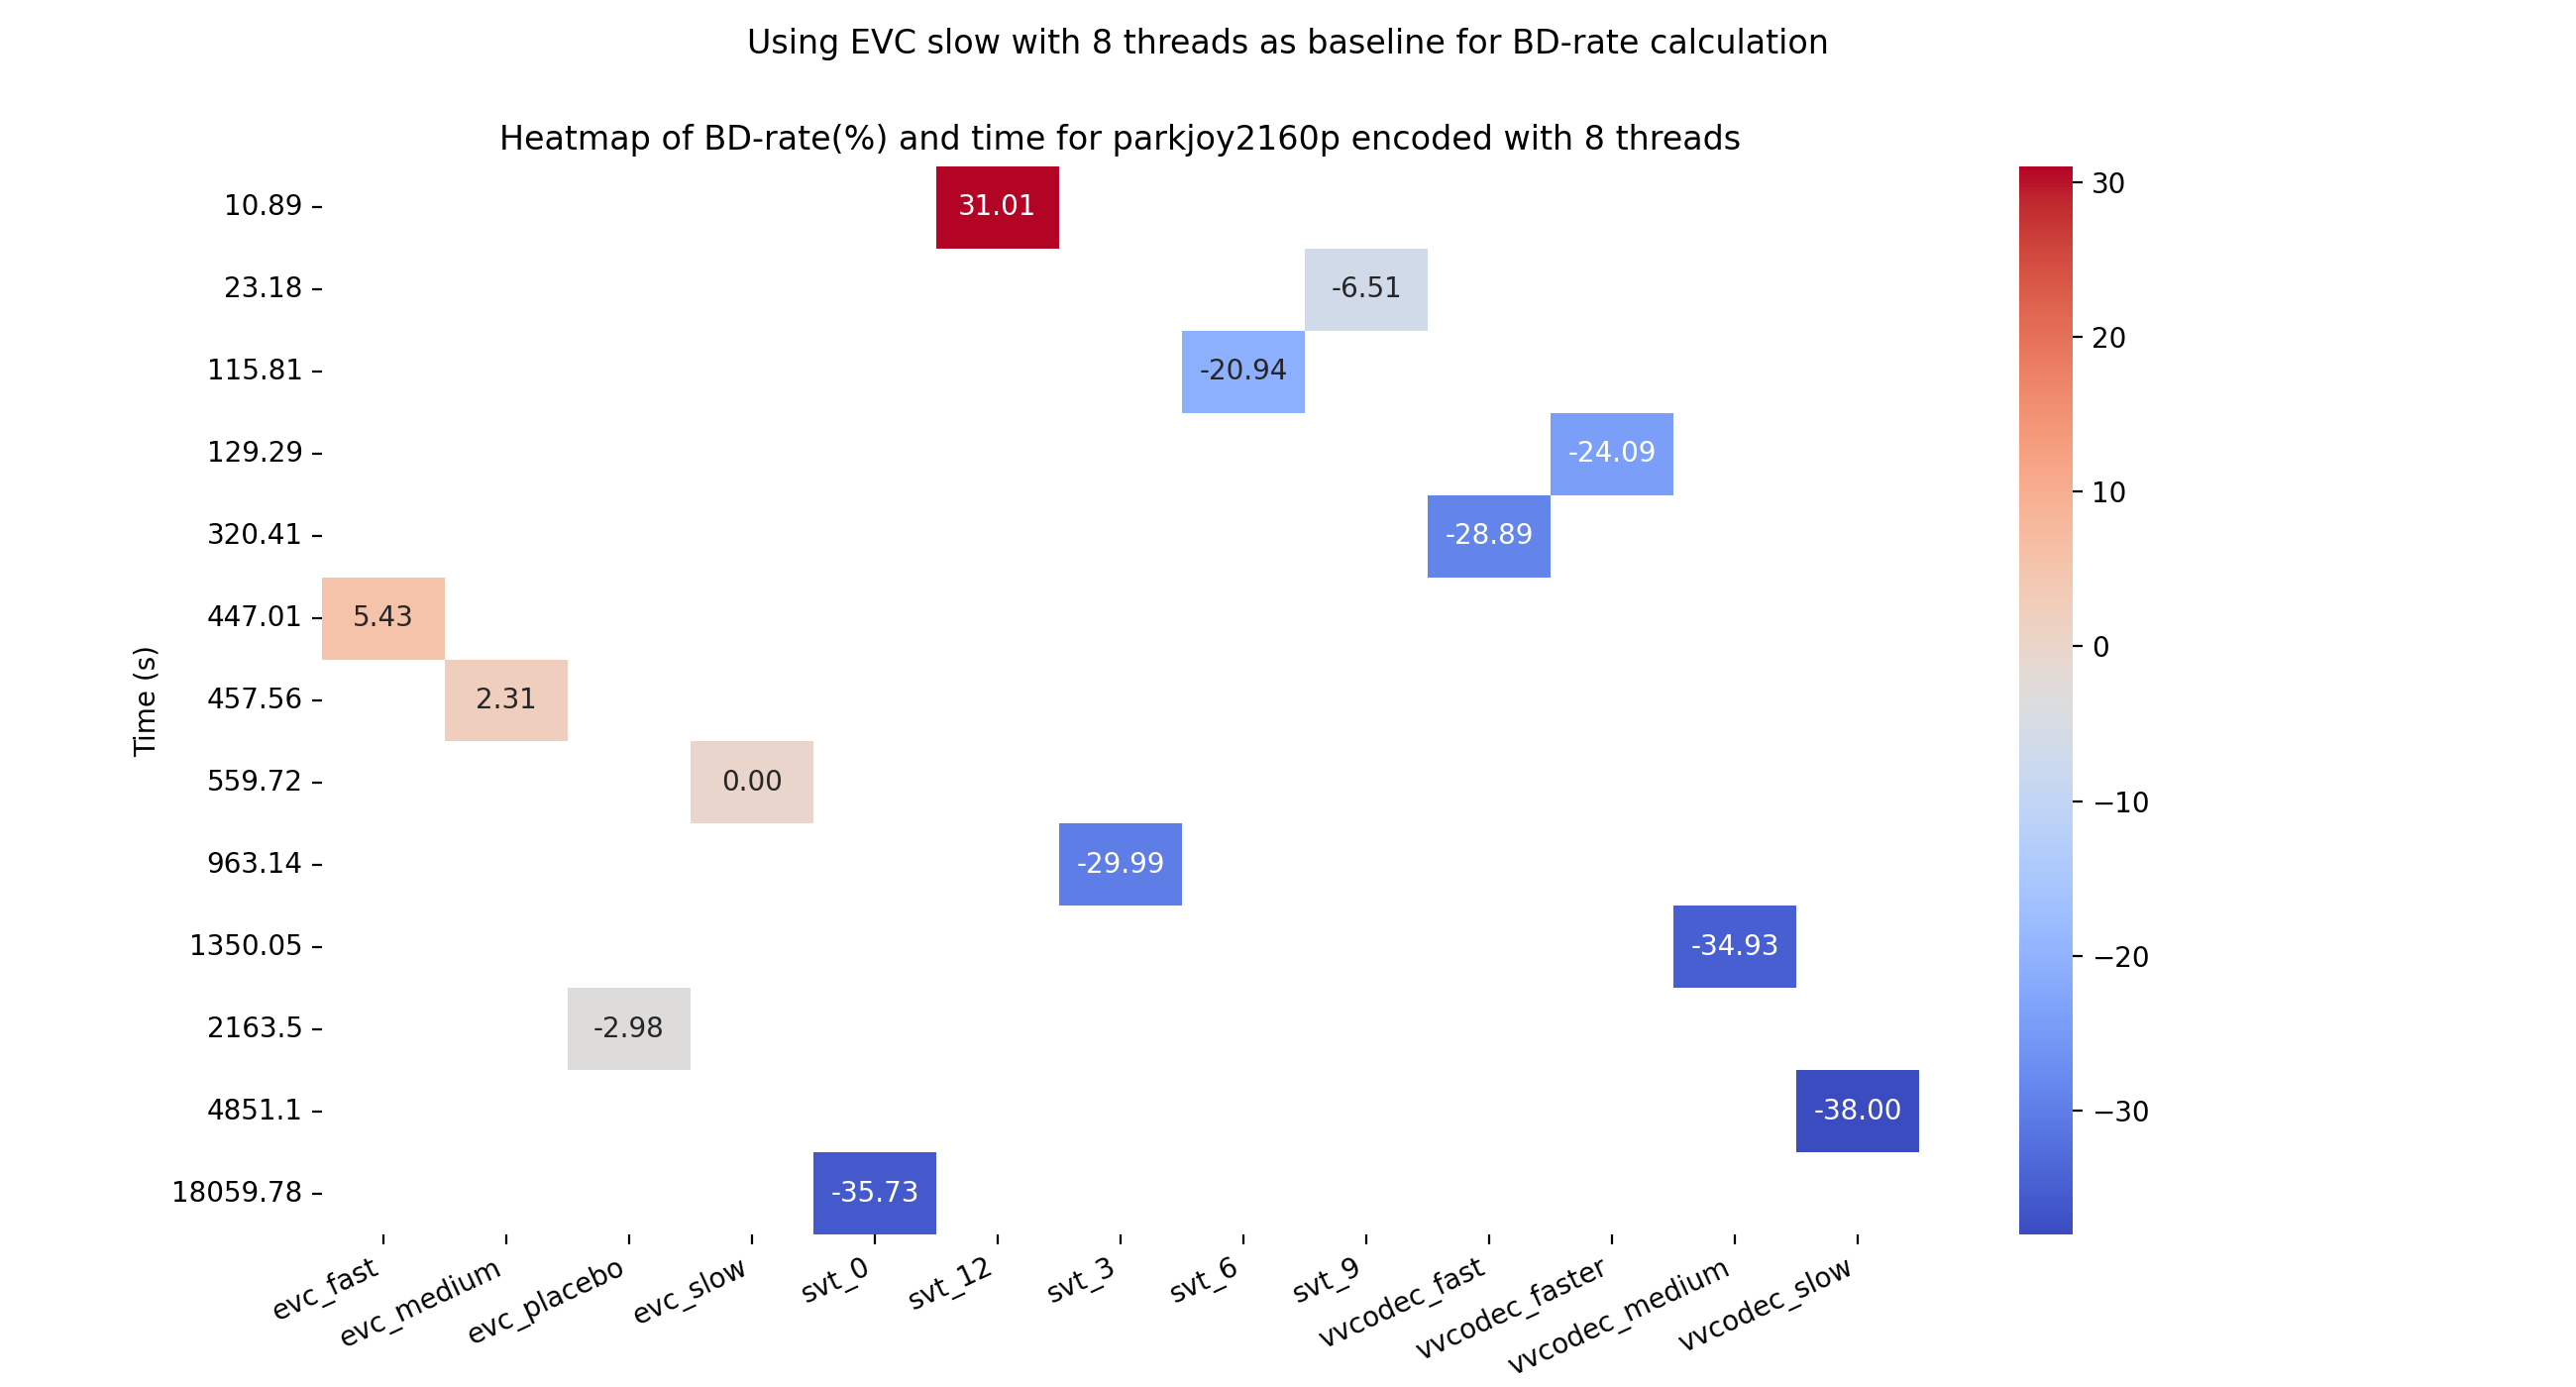 Using EVC slow with 8 threads as baseline for BD-rate calculation
Heatmap of BD-rate(%) and time for parkjoy2160p encoded with 8 threads
Time (s)
10.89
31.01
23.18
-6.51
115.81
-20.94
129.29
-24.09
320.41
-28.89
447.01
5.43
457.56
2.31
559.72
0.00
963.14
-29.99
1350.05
-34.93
2163.5
-2.98
4851.1
-38.00
18059.78
-35.73
evc_fast
evc_medium
evc_placebo
evc_slow
svt_0
svt_12
svt_3
svt_6
svt_9
vvcodec_fast
vvcodec_faster
vvcodec_medium
vvcodec_slow
30
20
10
0
−10
−20
−30